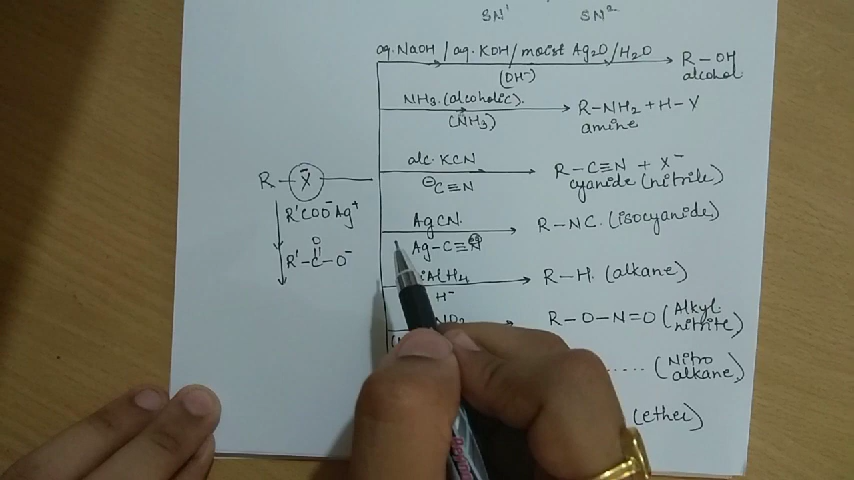 SN¹ SN²
aq. NaOH / aq. KOH / moist Ag₂O / H₂O
(OH⁻)
R – OH
alcohol
NH₃ (alcoholic).
(NH₃)
R – NH₂ + H – X
amine
alc. KCN
⊖C≡N
R – C≡N + X⁻
cyanide (nitrile)
R – X̄
R'COO⁻Ag⁺
O
||
R' – C – O⁻
AgCN.
Ag – C≡N
R – NC. (isocyanide)
iAlH₄
H⁻
R – H. (alkane)
R – O – N = O (Alkyl nitrite)
..... (Nitro alkane)
(ether)